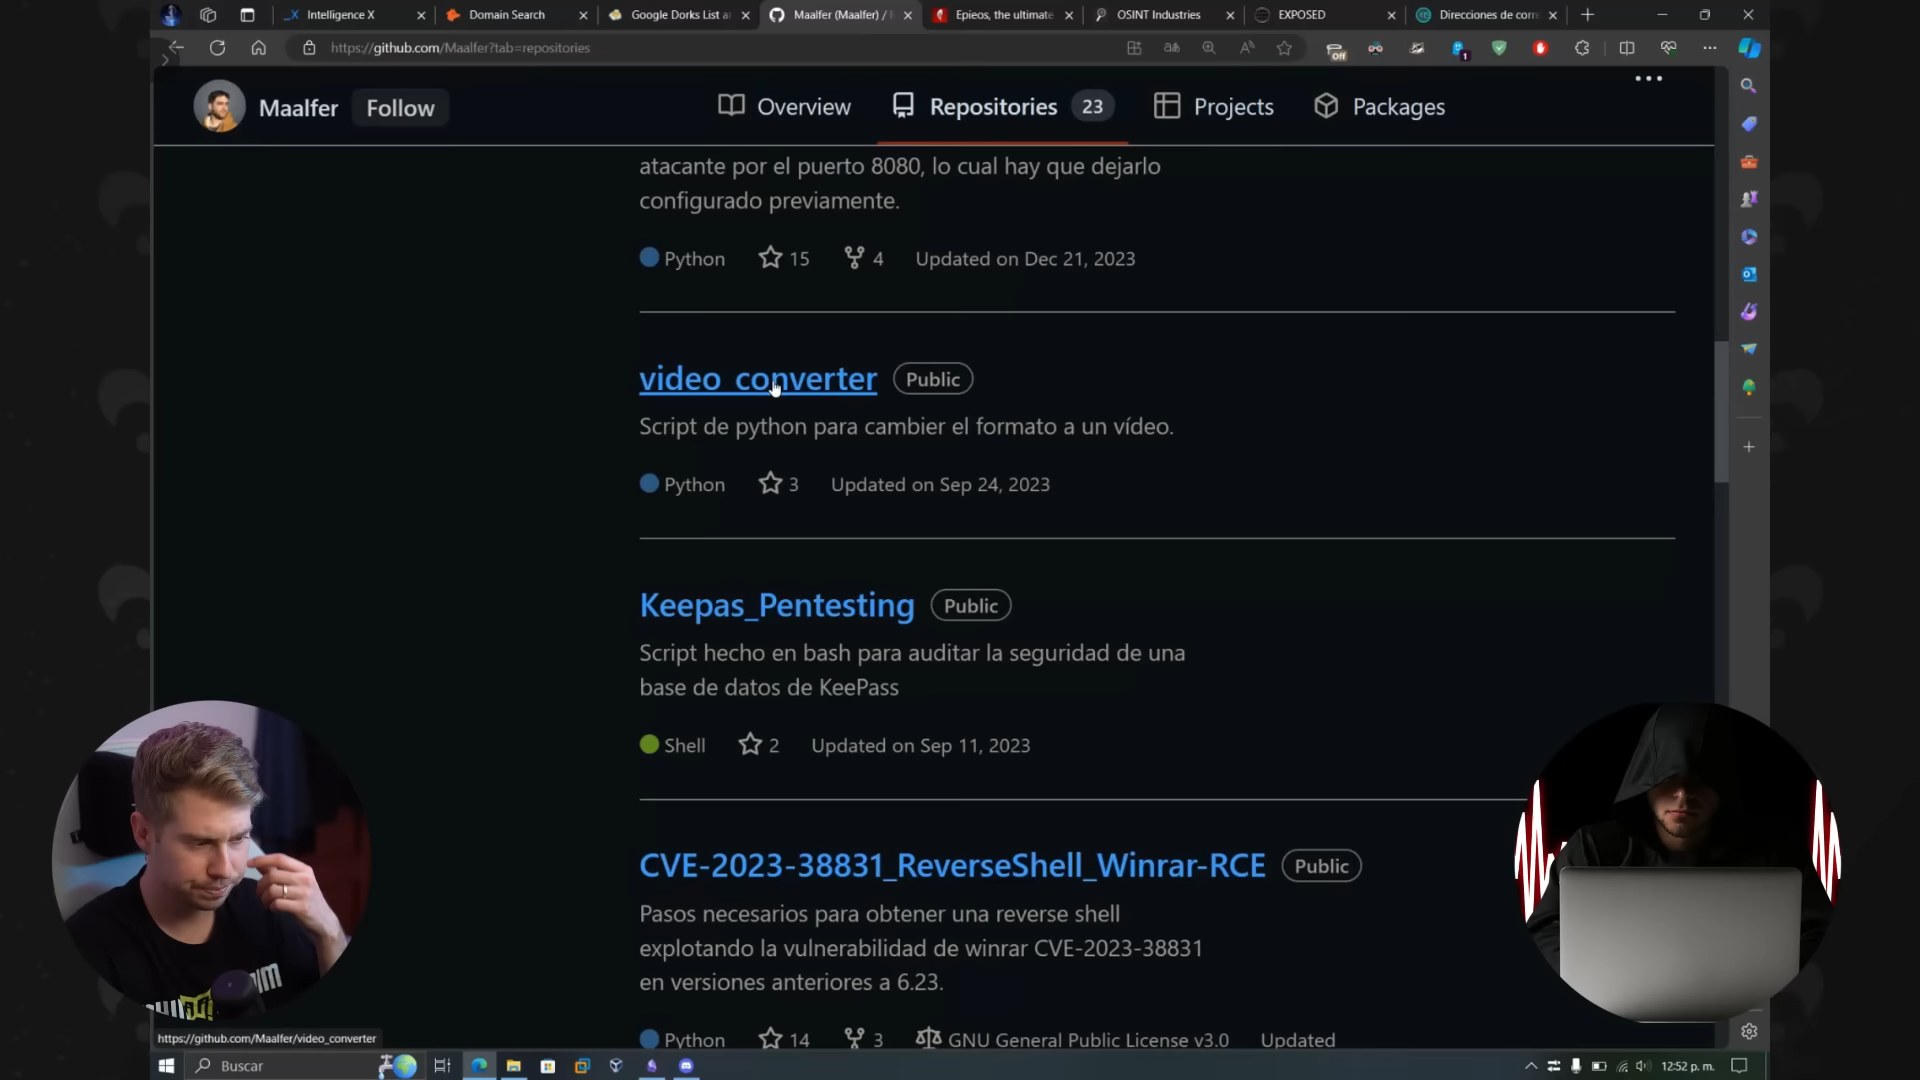 Intelligence X
Domain Search
Google Dorks List a
Maalfer (Maalfer) /
Epieos, the ultimate
OSINT Industries
EXPOSED
Direcciones de corr
https://github.com/Maalfer?tab=repositories
Off
1
Maalfer
Follow
Overview
Repositories 23
Projects
Packages
atacante por el puerto 8080, lo cual hay que dejarlo
configurado previamente.
Python 15 4 Updated on Dec 21, 2023
video_converter Public
Script de python para cambier el formato a un vídeo.
Python 3 Updated on Sep 24, 2023
Keepas_Pentesting Public
Script hecho en bash para auditar la seguridad de una
base de datos de KeePass
Shell 2 Updated on Sep 11, 2023
CVE-2023-38831_ReverseShell_Winrar-RCE Public
Pasos necesarios para obtener una reverse shell
explotando la vulnerabilidad de winrar CVE-2023-38831
en versiones anteriores a 6.23.
Python 14 3 GNU General Public License v3.0 Updated
https://github.com/Maalfer/video_converter
Buscar
12:52 p. m.